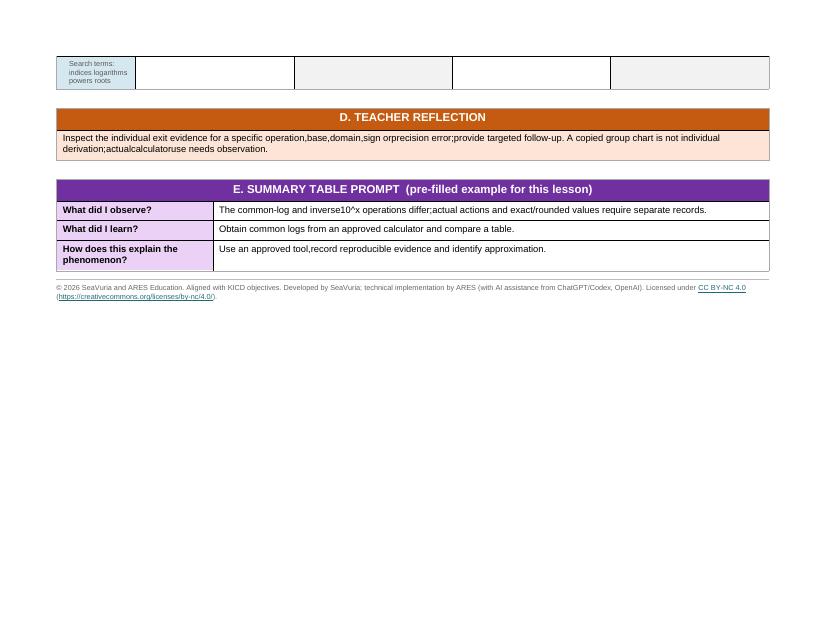 Search terms:
indices logarithms
powers roots
D. TEACHER REFLECTION
Inspect the individual exit evidence for a specific operation,base,domain,sign orprecision error;provide targeted follow-up. A copied group chart is not individual
derivation;actualcalculatoruse needs observation.
E. SUMMARY TABLE PROMPT (pre-filled example for this lesson)
What did I observe?
The common-log and inverse10^x operations differ;actual actions and exact/rounded values require separate records.
What did I learn?
Obtain common logs from an approved calculator and compare a table.
How does this explain the
phenomenon?
Use an approved tool,record reproducible evidence and identify approximation.
© 2026 SeaVuria and ARES Education. Aligned with KICD objectives. Developed by SeaVuria; technical implementation by ARES (with AI assistance from ChatGPT/Codex, OpenAI). Licensed under CC BY-NC 4.0
(https://creativecommons.org/licenses/by-nc/4.0/).